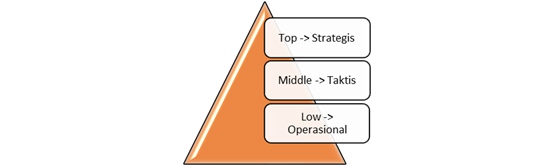 Top -> Strategis
Middle -> Taktis
Low ->
Operasional